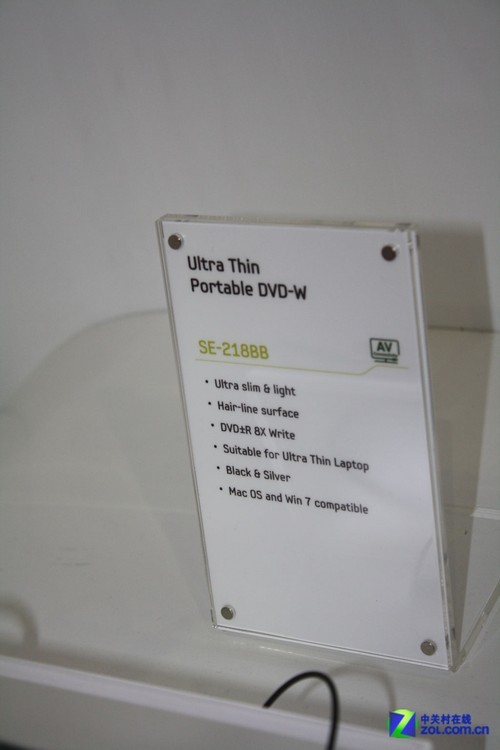 Ultra Thin
Portable DVD-W
SE-218BB
AV
• Ultra slim & light
• Hair-line surface
• DVD±R 8X Write
• Suitable for Ultra Thin Laptop
• Black & Silver
• Mac OS and Win 7 compatible
Z 中关村在线
ZOL.COM.CN